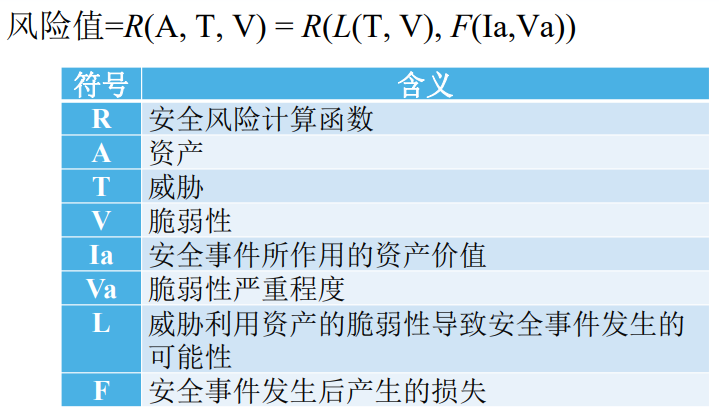 风险值=R(A, T, V) = R(L(T, V), F(Ia,Va))
符号 含义
R 安全风险计算函数
A 资产
T 威胁
V 脆弱性
Ia 安全事件所作用的资产价值
Va 脆弱性严重程度
L 威胁利用资产的脆弱性导致安全事件发生的
可能性
F 安全事件发生后产生的损失